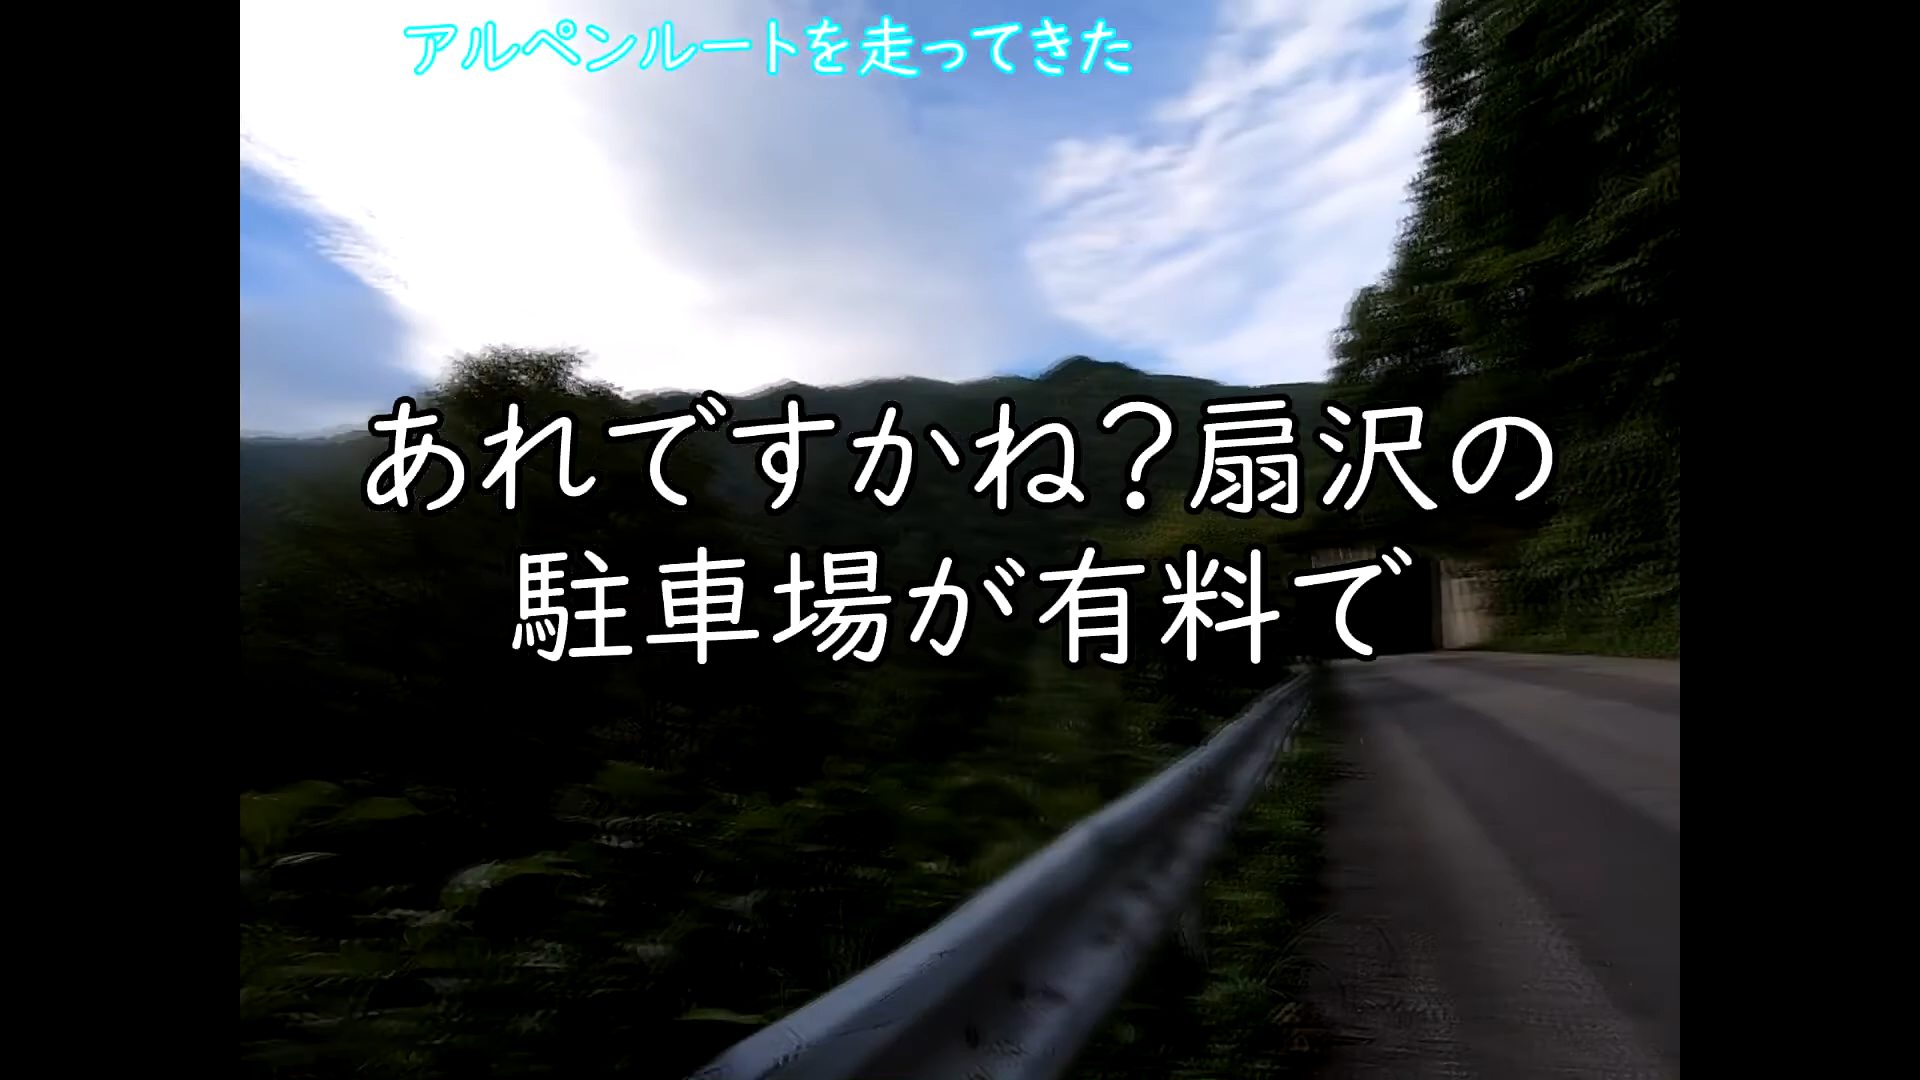 アルペンルートを走ってきた
あれですかね？扇沢の
駐車場が有料で